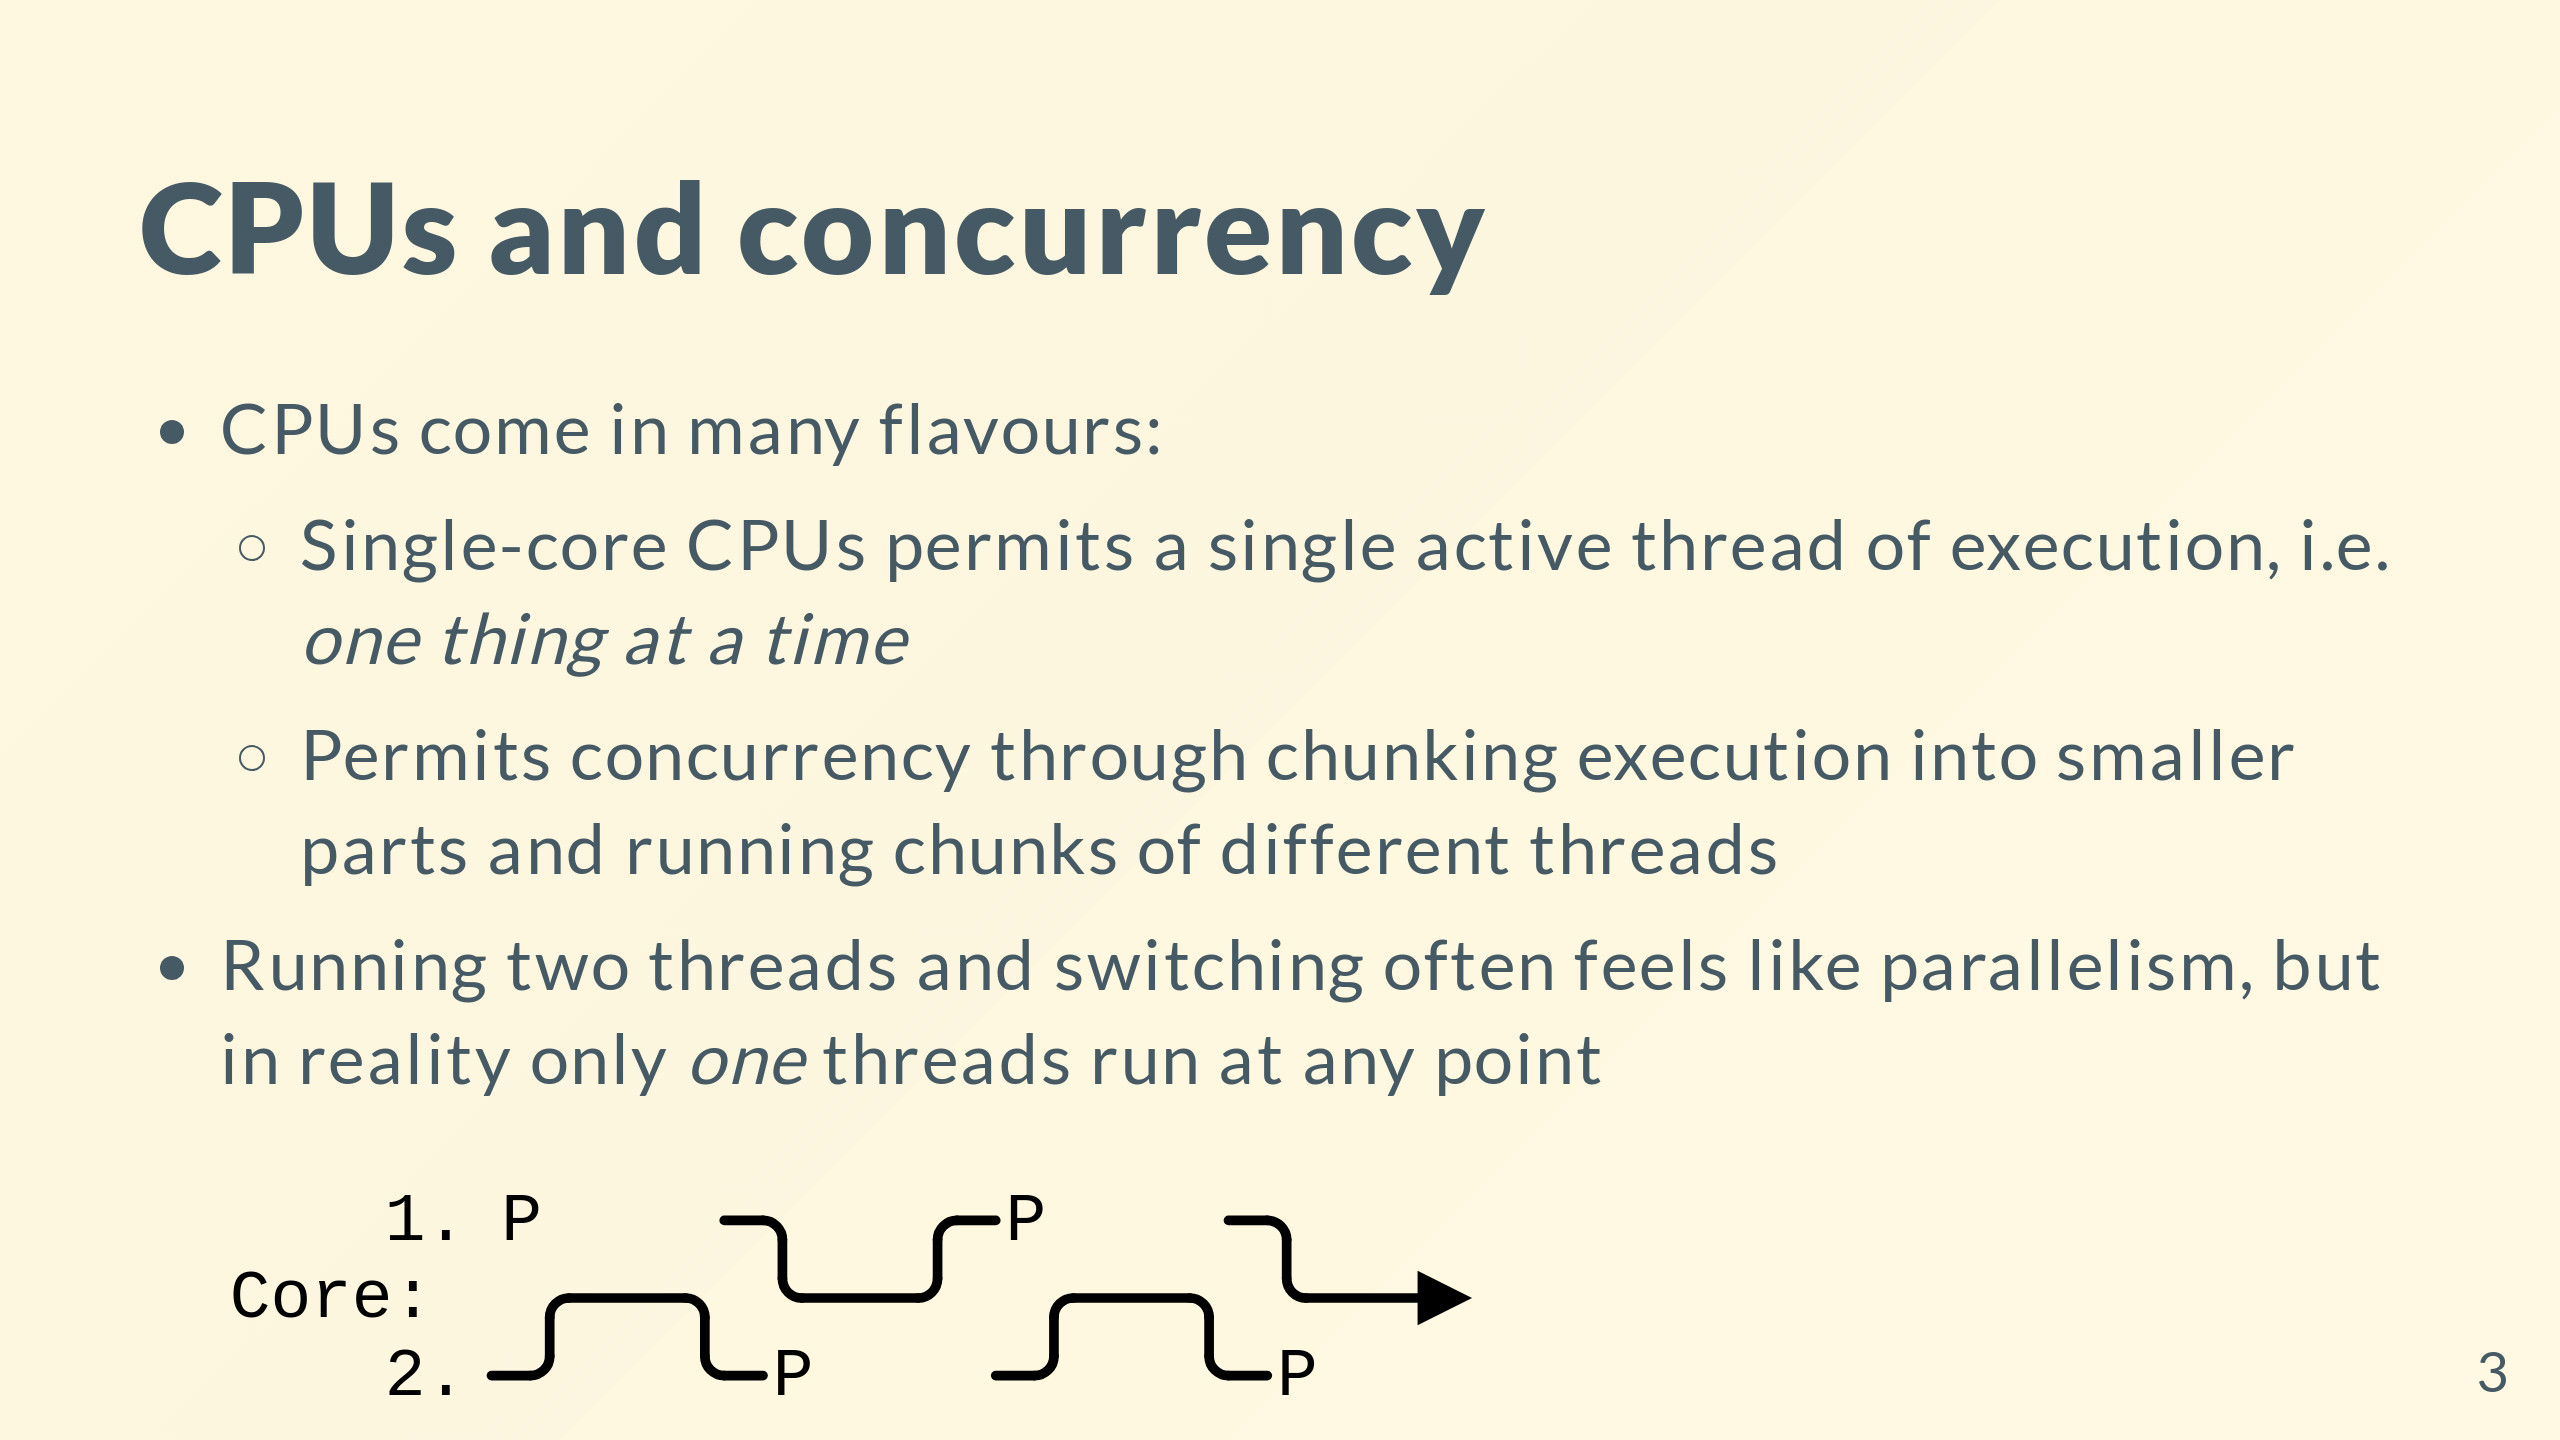 CPUs and concurrency
CPUs come in many flavours:
Single-core CPUs permits a single active thread of execution, i.e.
one thing at a time
Permits concurrency through chunking execution into smaller
parts and running chunks of different threads
Running two threads and switching often feels like parallelism, but
in reality only one threads run at any point
1. P P
Core:
2. P P
3